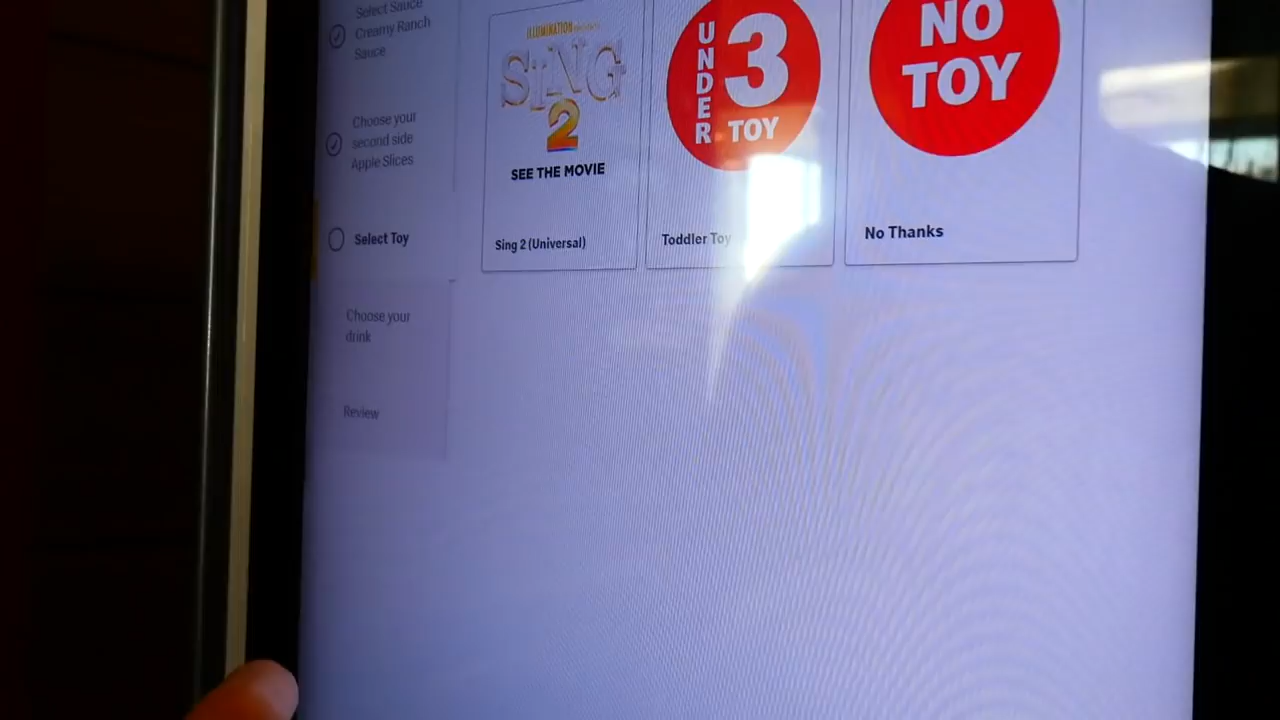 Select Sauce
Creamy Ranch
Sauce
Choose your
second side
Apple Slices
Select Toy
Choose your
drink
Review
ILLUMINATION
SING
2
SEE THE MOVIE
Sing 2 (Universal)
UNDER
3
TOY
Toddler Toy
NO
TOY
No Thanks